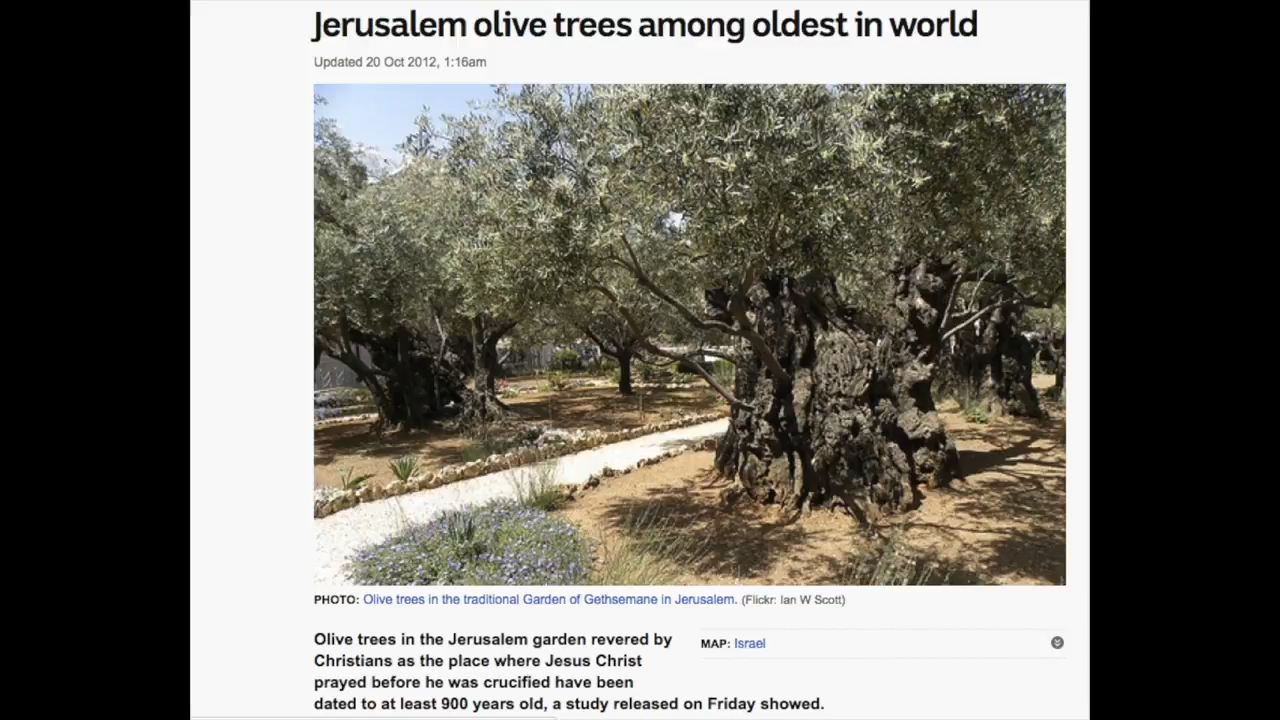 Jerusalem olive trees among oldest in world
Updated 20 Oct 2012, 1:16am
PHOTO: Olive trees in the traditional Garden of Gethsemane in Jerusalem. (Flickr: Ian W Scott)
Olive trees in the Jerusalem garden revered by
Christians as the place where Jesus Christ
prayed before he was crucified have been
dated to at least 900 years old, a study released on Friday showed.
MAP: Israel